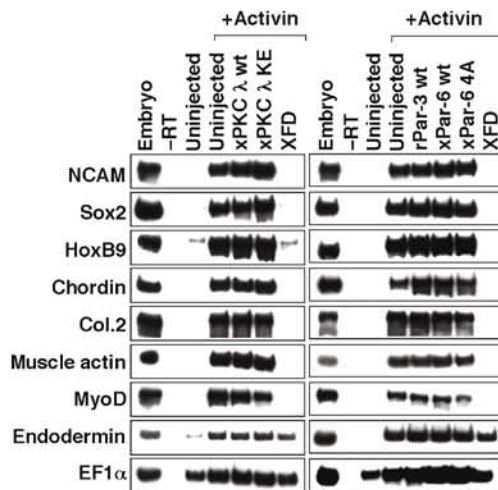 +Activin
+Activin
Embryo
–RT
Uninjected
Uninjected
xPKC λ wt
xPKC λ KE
XFD
Embryo
–RT
Uninjected
Uninjected
rPar-3 wt
xPar-6 wt
xPar-6 4A
XFD
NCAM
Sox2
HoxB9
Chordin
Col.2
Muscle actin
MyoD
Endodermin
EF1α